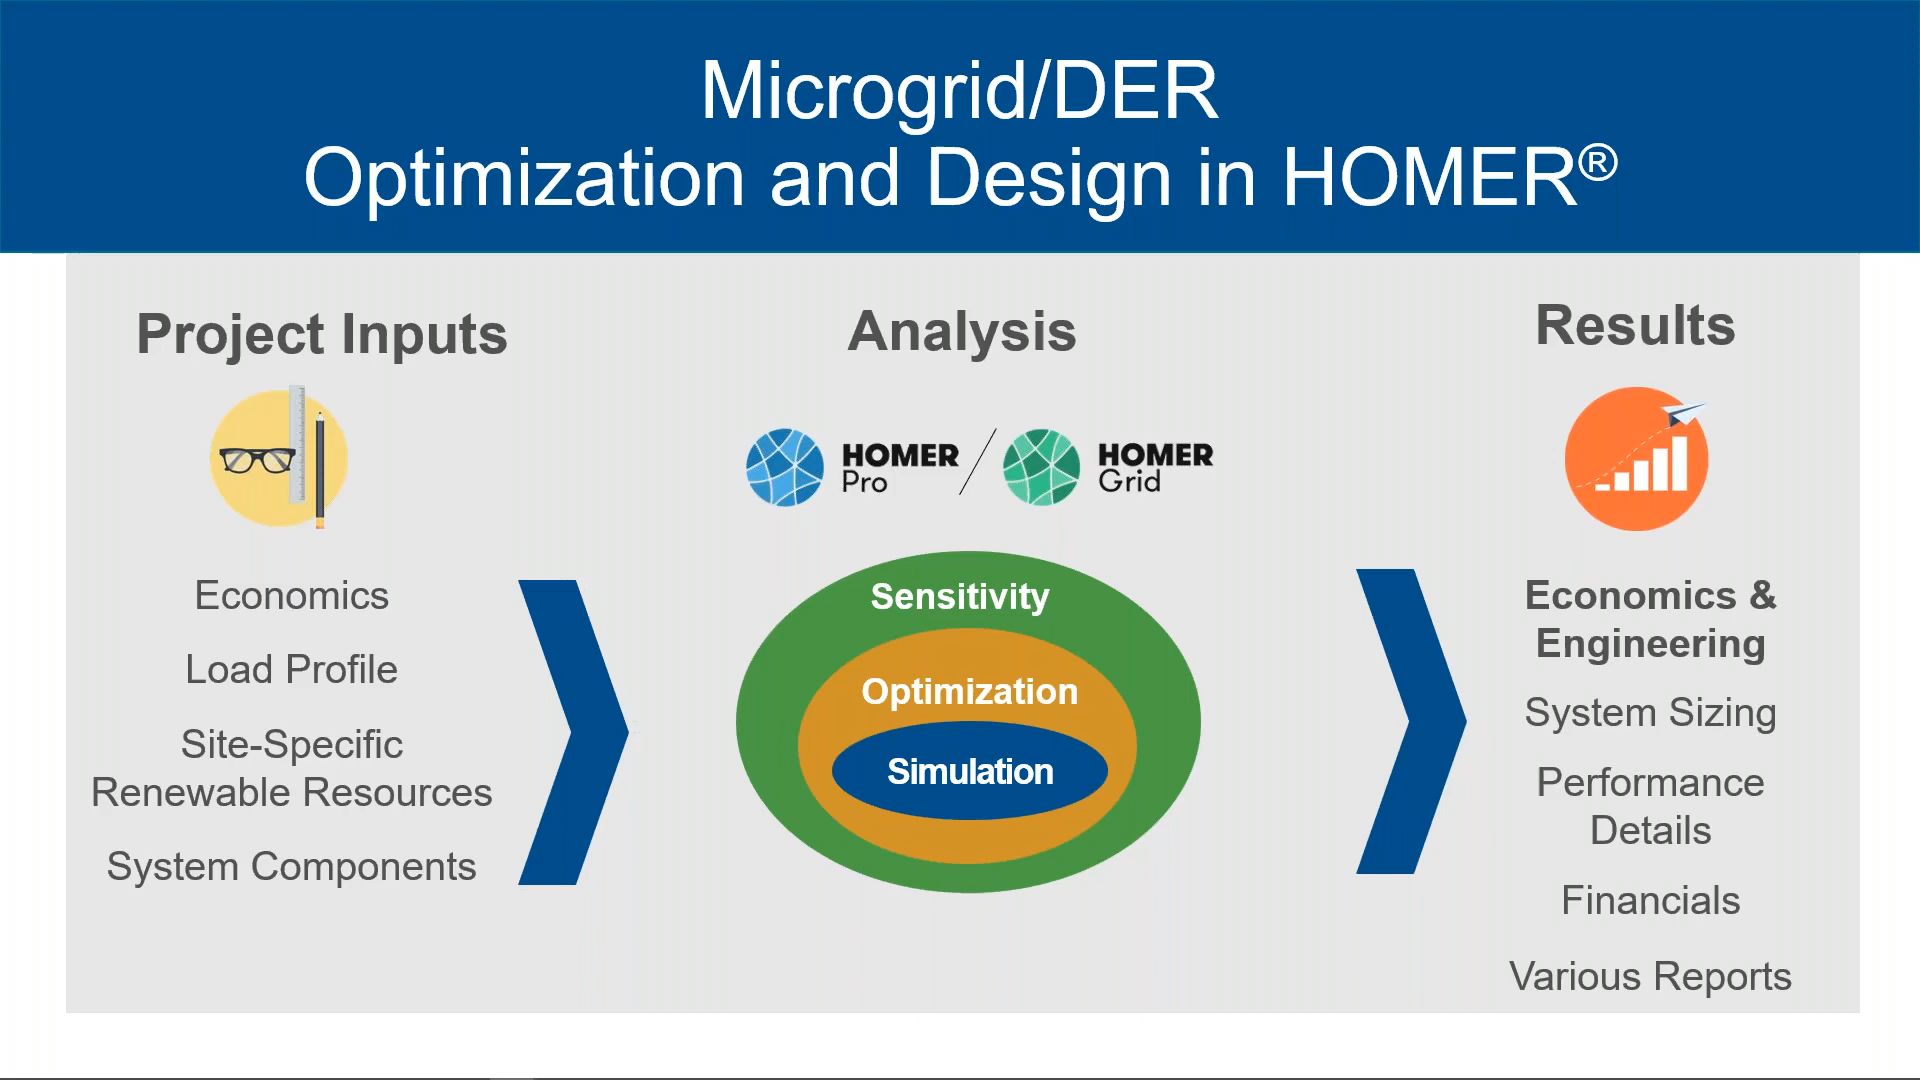 Microgrid/DER
Optimization and Design in HOMER®
Project Inputs
Economics
Load Profile
Site-Specific
Renewable Resources
System Components
Analysis
HOMER
Pro
HOMER
Grid
Sensitivity
Optimization
Simulation
Results
Economics &
Engineering
System Sizing
Performance
Details
Financials
Various Reports